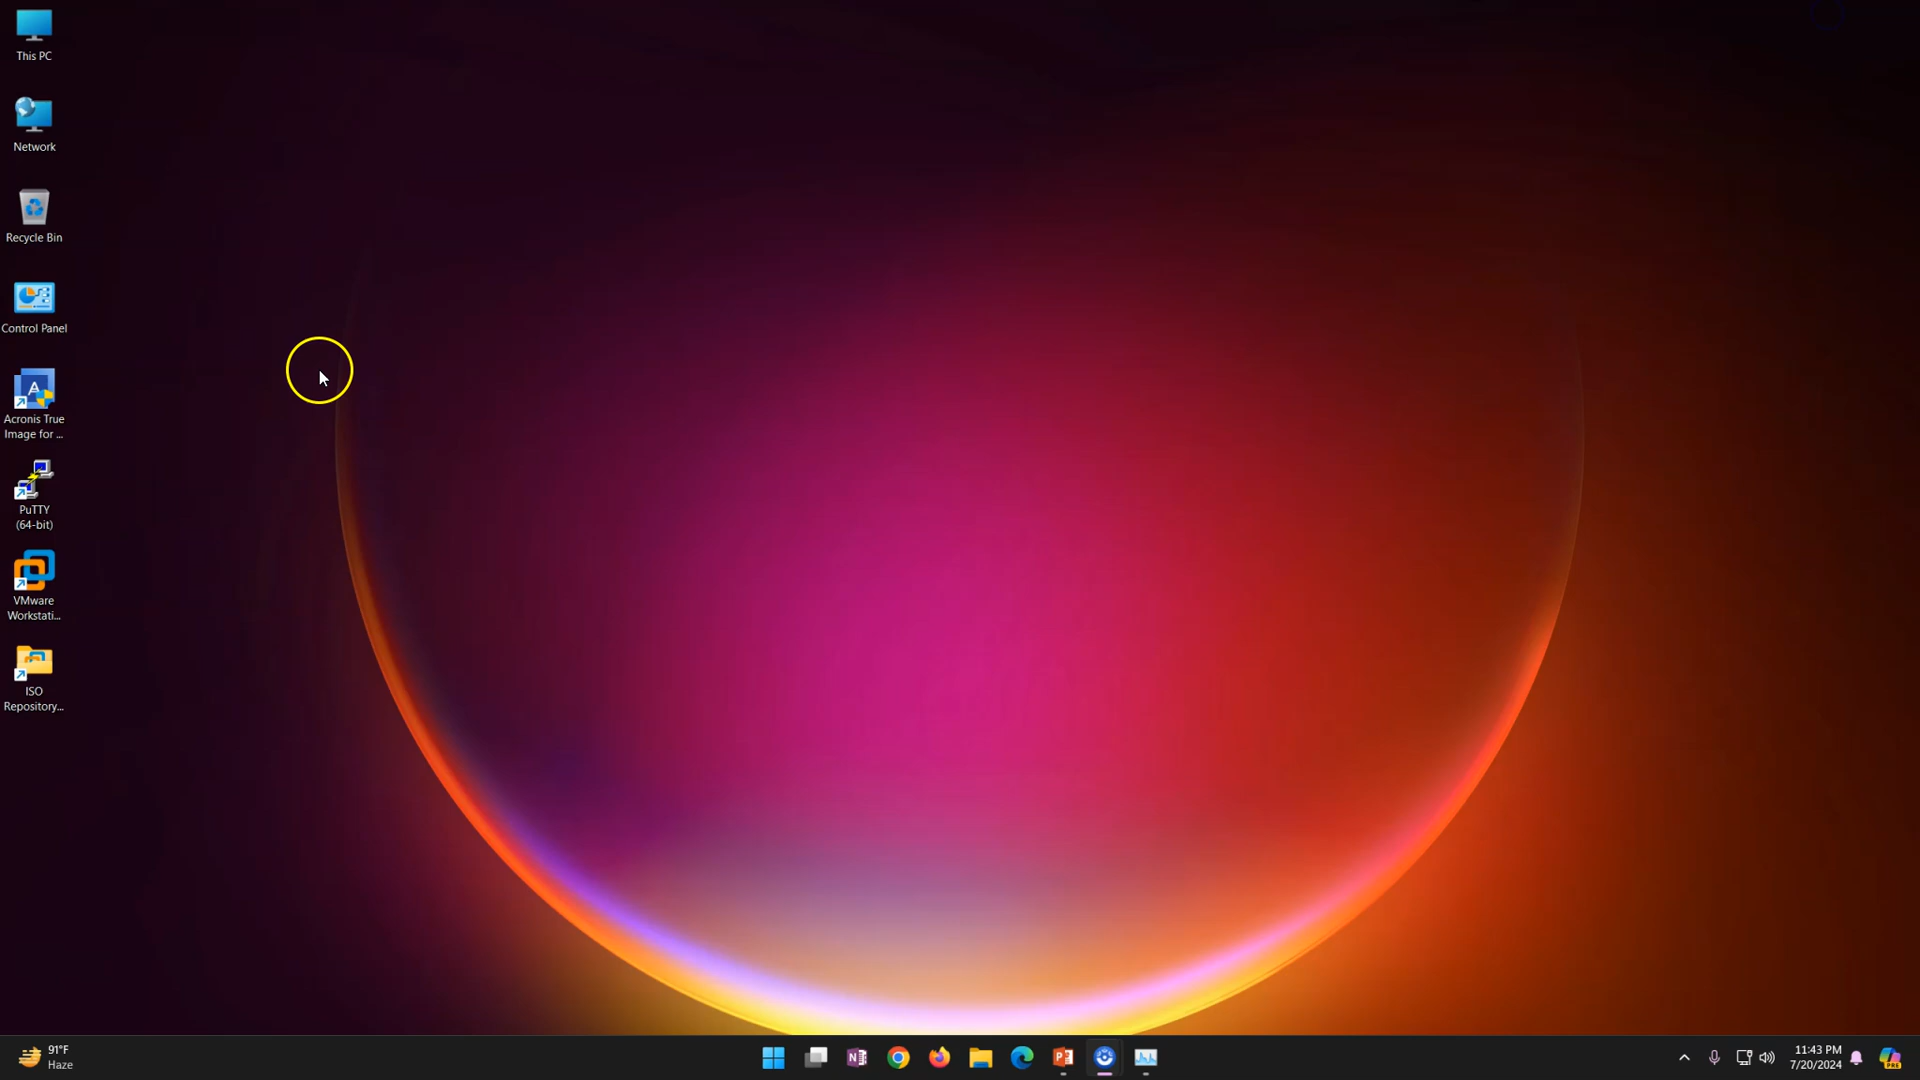 This PC
Network
Recycle Bin
Control Panel
Acronis True
Image for ...
PuTTY
(64-bit)
VMware
Workstati...
ISO
Repository...
91°F
Haze
11:43 PM
7/20/2024
PRE